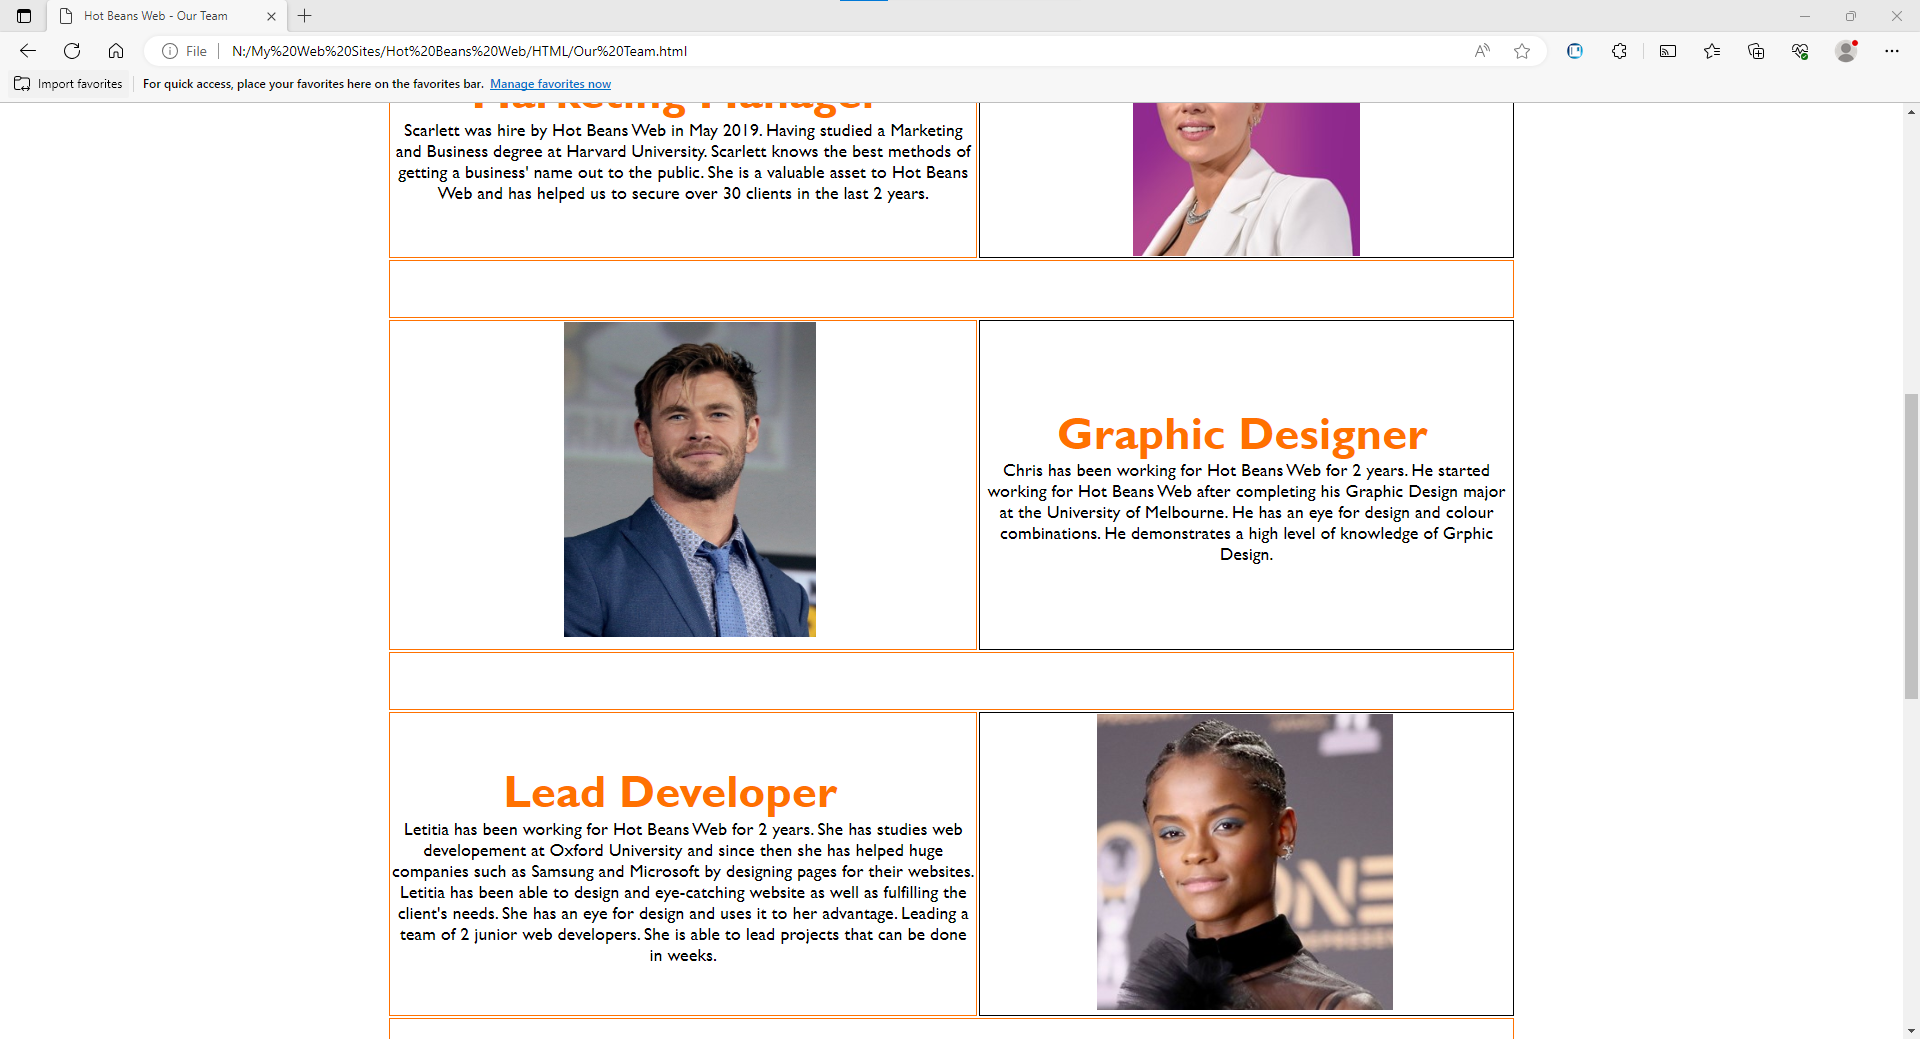 Hot Beans Web - Our Team
File
N:/My%20Web%20Sites/Hot%20Beans%20Web/HTML/Our%20Team.html
Import favorites
For quick access, place your favorites here on the favorites bar. Manage favorites now
Marketing Manager
Scarlett was hire by Hot Beans Web in May 2019. Having studied a Marketing
and Business degree at Harvard University. Scarlett knows the best methods of
getting a business' name out to the public. She is a valuable asset to Hot Beans
Web and has helped us to secure over 30 clients in the last 2 years.
Graphic Designer
Chris has been working for Hot Beans Web for 2 years. He started
working for Hot Beans Web after completing his Graphic Design major
at the University of Melbourne. He has an eye for design and colour
combinations. He demonstrates a high level of knowledge of Grphic
Design.
Lead Developer
Letitia has been working for Hot Beans Web for 2 years. She has studies web
developement at Oxford University and since then she has helped huge
companies such as Samsung and Microsoft by designing pages for their websites.
Letitia has been able to design and eye-catching website as well as fulfilling the
client's needs. She has an eye for design and uses it to her advantage. Leading a
team of 2 junior web developers. She is able to lead projects that can be done
in weeks.